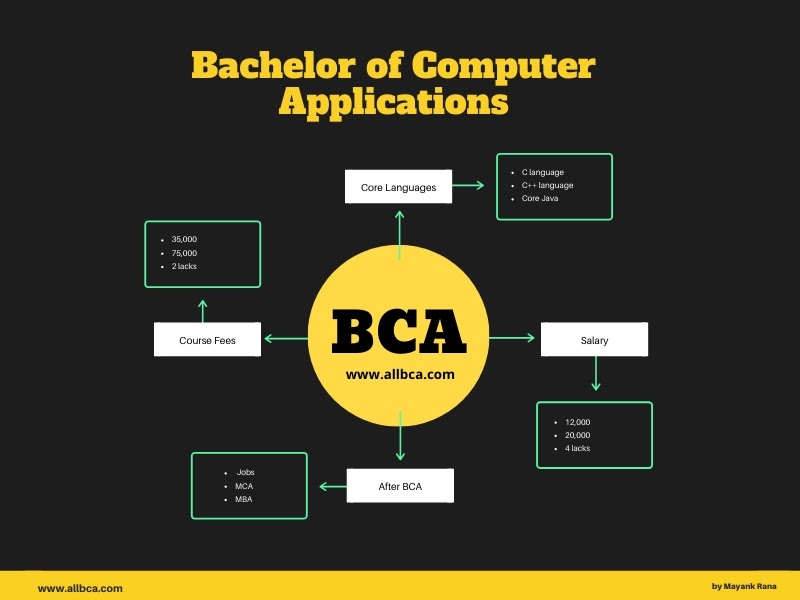 Bachelor of Computer
Applications
Core Languages
• C language
• C++ language
• Core Java
• 35,000
• 75,000
• 2 lacks
Course Fees
BCA
www.allbca.com
Salary
• 12,000
• 20,000
• 4 lacks
After BCA
• Jobs
• MCA
• MBA
www.allbca.com
by Mayank Rana